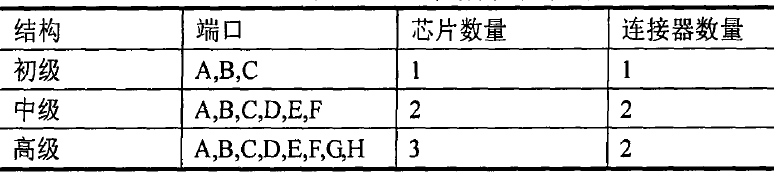 结构 端口 芯片数量 连接器数量
初级 A,B,C 1 1
中级 A,B,C,D,E,F 2 2
高级 A,B,C,D,E,F,G,H 3 2